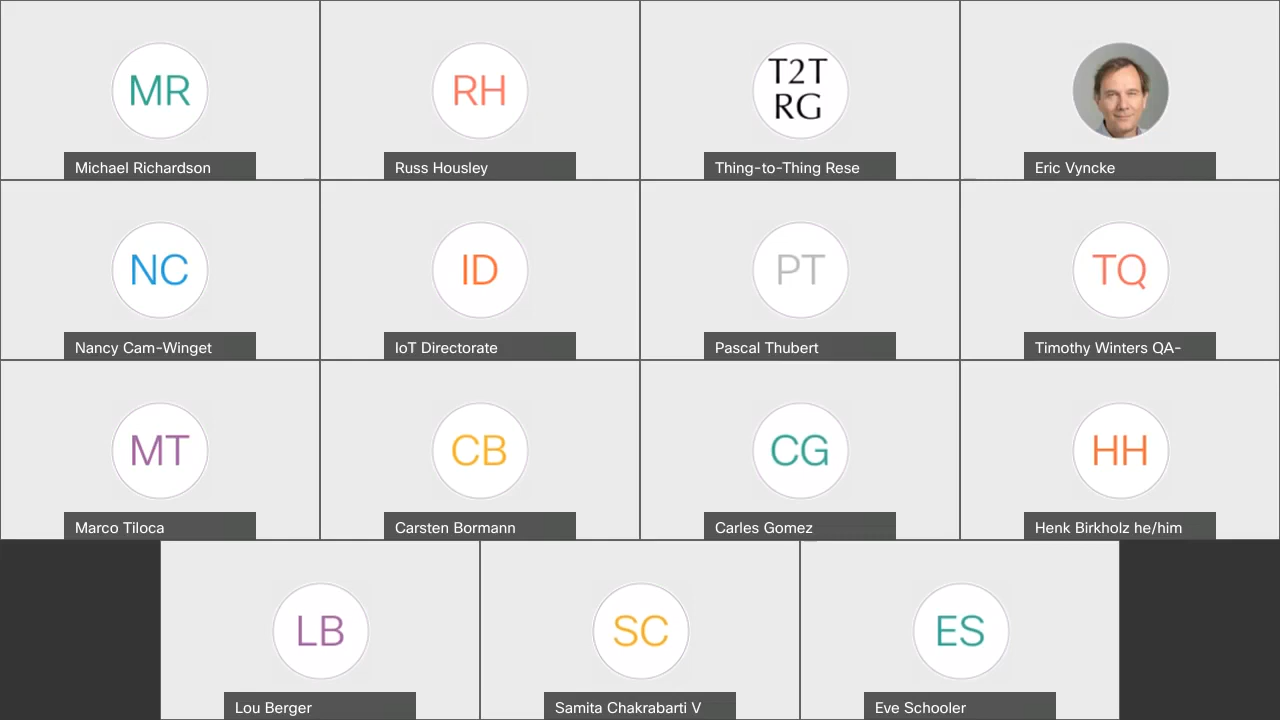 MR
RH
T2T
RG
Michael Richardson
Russ Housley
Thing-to-Thing Rese
Eric Vyncke
NC
ID
PT
TQ
Nancy Cam-Winget
IoT Directorate
Pascal Thubert
Timothy Winters QA-
MT
CB
CG
HH
Marco Tiloca
Carsten Bormann
Carles Gomez
Henk Birkholz he/him
LB
SC
ES
Lou Berger
Samita Chakrabarti V
Eve Schooler